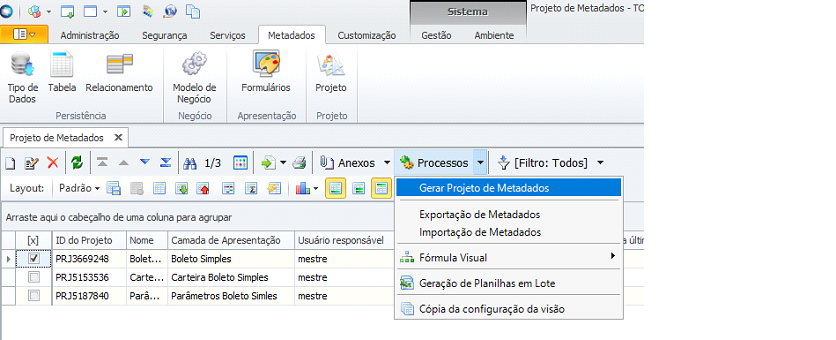 Sistema
Projeto de Metadados - TO
Administração Segurança Serviços Metadados Customização Gestão Ambiente
Tipo de Dados
Tabela
Relacionamento
Modelo de Negócio
Formulários
Projeto
Persistência Negócio Apresentação Projeto
Projeto de Metadados
1/3 Anexos Processos [Filtro: Todos]
Layout: Padrão
Gerar Projeto de Metadados
Exportação de Metadados
Importação de Metadados
Fórmula Visual
Geração de Planilhas em Lote
Cópia da configuração da visão
Arraste aqui o cabeçalho de uma coluna para agrupar
[x] ID do Projeto Nome Camada de Apresentação Usuário responsável a últir
PRJ3669248 Bolet... Boleto Simples mestre
PRJ5153536 Carte... Carteira Boleto Simples mestre
PRJ5187840 Parâ... Parâmetros Boleto Simles mestre